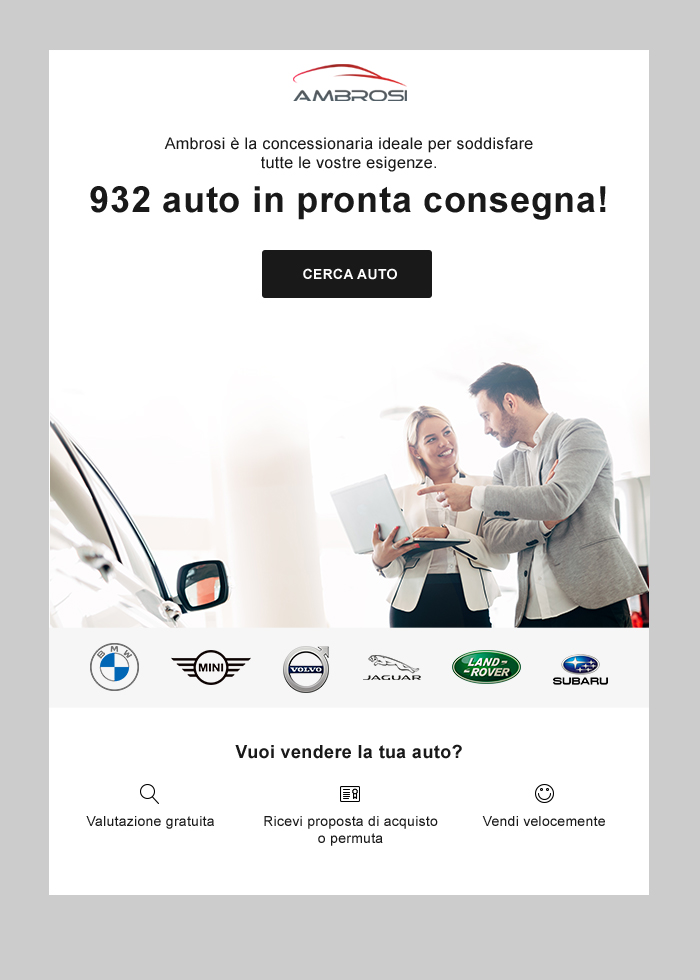 AMBROSI
Ambrosi è la concessionaria ideale per soddisfare
tutte le vostre esigenze.
932 auto in pronta consegna!
CERCA AUTO
BMW
MINI
VOLVO
JAGUAR
LAND
ROVER
SUBARU
Vuoi vendere la tua auto?
Valutazione gratuita
Ricevi proposta di acquisto
o permuta
Vendi velocemente